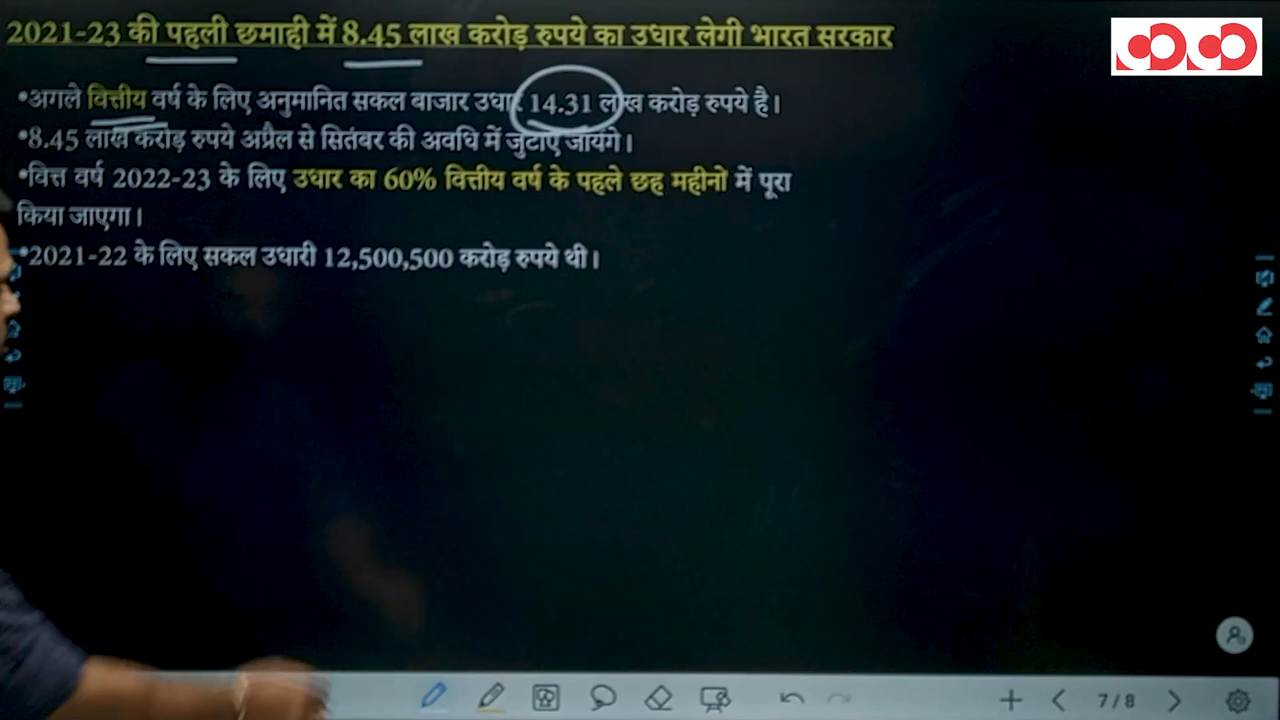 2021-23 की पहली छमाही में 8.45 लाख करोड़ रुपये का उधार लेगी भारत सरकार
•अगले वित्तीय वर्ष के लिए अनुमानित सकल बाजार उधार 14.31 लाख करोड़ रुपये है।
•8.45 लाख करोड़ रुपये अप्रैल से सितंबर की अवधि में जुटाए जायेंगे।
•वित्त वर्ष 2022-23 के लिए उधार का 60% वित्तीय वर्ष के पहले छह महीनों में पूरा
किया जाएगा।
•2021-22 के लिए सकल उधारी 12,500,500 करोड़ रुपये थी।
7/8